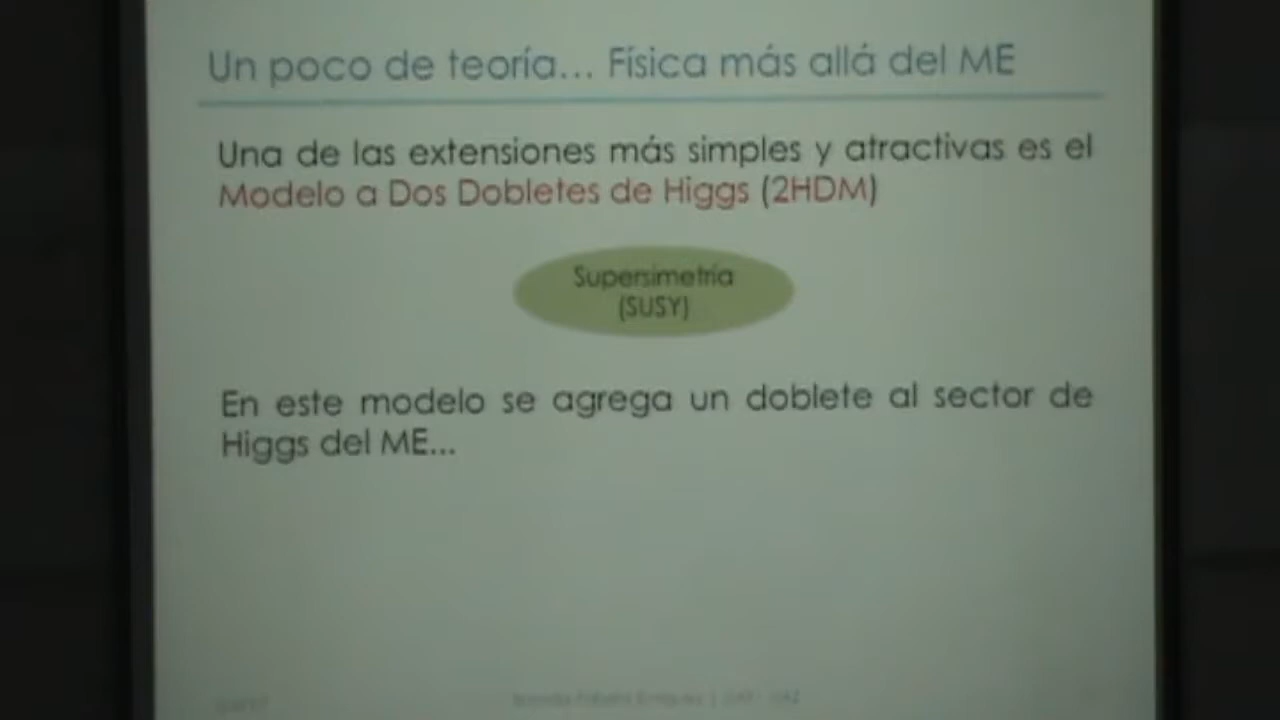 Un poco de teoría... Física más allá del ME
Una de las extensiones más simples y atractivas es el
Modelo a Dos Dobletes de Higgs (2HDM)
Supersimetría
(SUSY)
En este modelo se agrega un doblete al sector de
Higgs del ME...